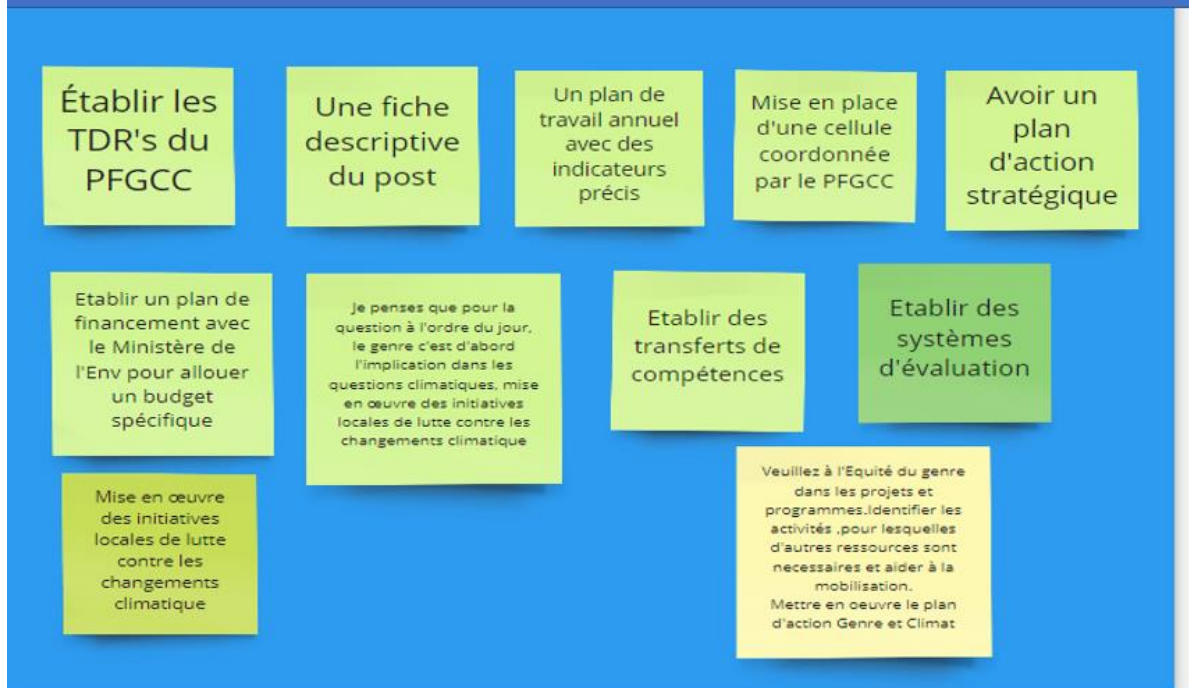 Établir les
TDR's du
PFGCC
Une fiche
descriptive
du post
Un plan de
travail annuel
avec des
indicateurs
précis
Mise en place
d'une cellule
coordonnée
par le PFGCC
Avoir un
plan
d'action
stratégique
Etablir un plan de
financement avec
le Ministère de
l'Env pour allouer
un budget
spécifique
Je penses que pour la
question à l'ordre du jour,
le genre c'est d'abord
l'implication dans les
questions climatiques, mise
en œuvre des initiatives
locales de lutte contre les
changements climatique
Etablir des
transferts de
compétences
Etablir des
systèmes
d'évaluation
Mise en œuvre
des initiatives
locales de lutte
contre les
changements
climatique
Veuillez à l'Equité du genre
dans les projets et
programmes.Identifier les
activités ,pour lesquelles
d'autres ressources sont
necessaires et aider à la
mobilisation.
Mettre en oeuvre le plan
d'action Genre et Climat